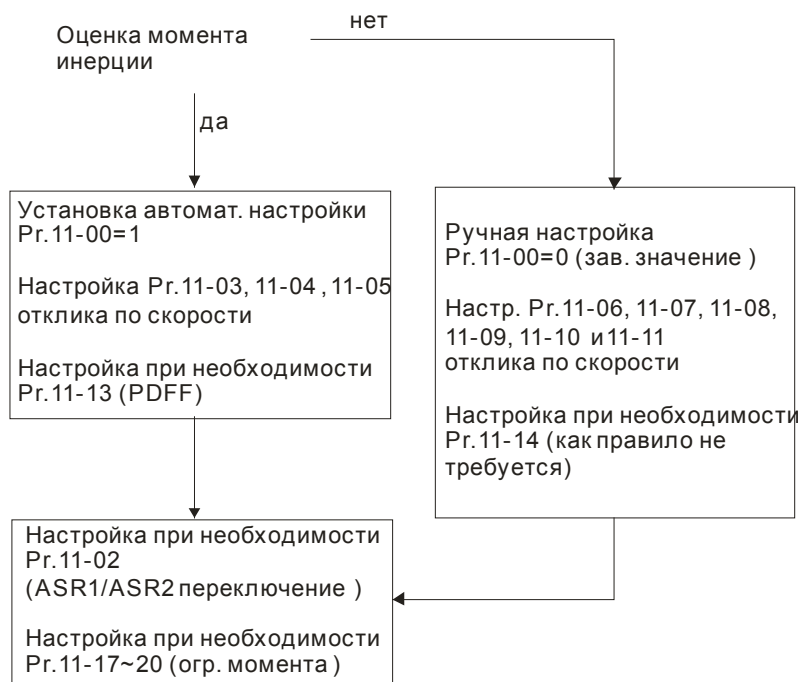 Оценка момента
инерции
нет
да
Установка автомат. настройки
Pr.11-00=1
Настройка Pr.11-03, 11-04 , 11-05
отклика по скорости
Настройка при необходимости
Pr.11-13 (PDFF)
Ручная настройка
Pr.11-00=0 (зав. значение )
Настр. Pr.11-06, 11-07, 11-08,
11-09, 11-10 и 11-11
отклика по скорости
Настройка при необходимости
Pr.11-14 (как правило не
требуется)
Настройка при необходимости
Pr.11-02
(ASR1/ASR2 переключение )
Настройка при необходимости
Pr.11-17~20 (огр. момента )